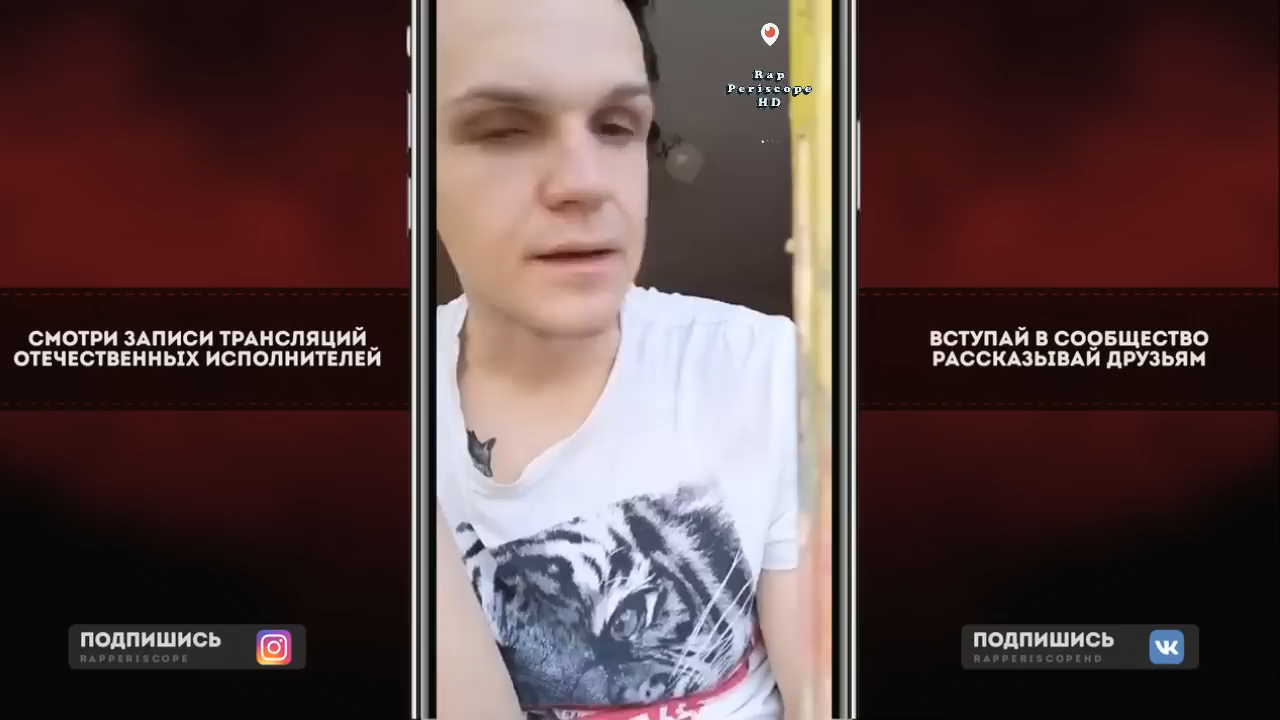 Rap
Periscope
HD
СМОТРИ ЗАПИСИ ТРАНСЛЯЦИЙ
ОТЕЧЕСТВЕННЫХ ИСПОЛНИТЕЛЕЙ
ВСТУПАЙ В СООБЩЕСТВО
РАССКАЗЫВАЙ ДРУЗЬЯМ
ПОДПИШИСЬ
RAPPERISCOPE
ПОДПИШИСЬ
RAPPERISCOPEHD